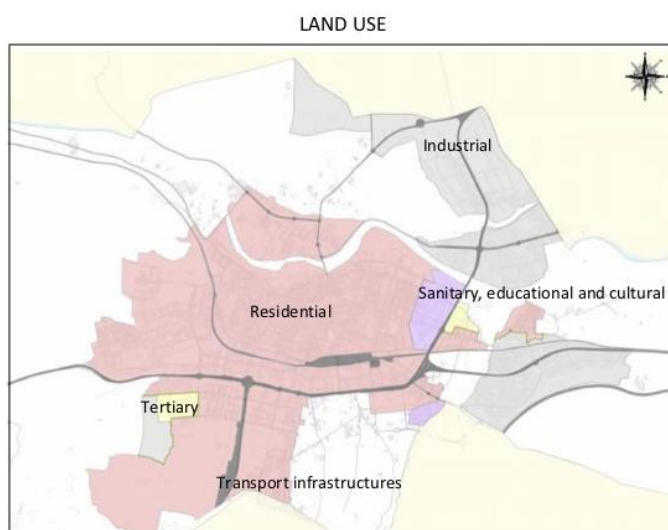 LAND USE
Industrial
Sanitary, educational and cultural
Residential
Tertiary
Transport infrastructures